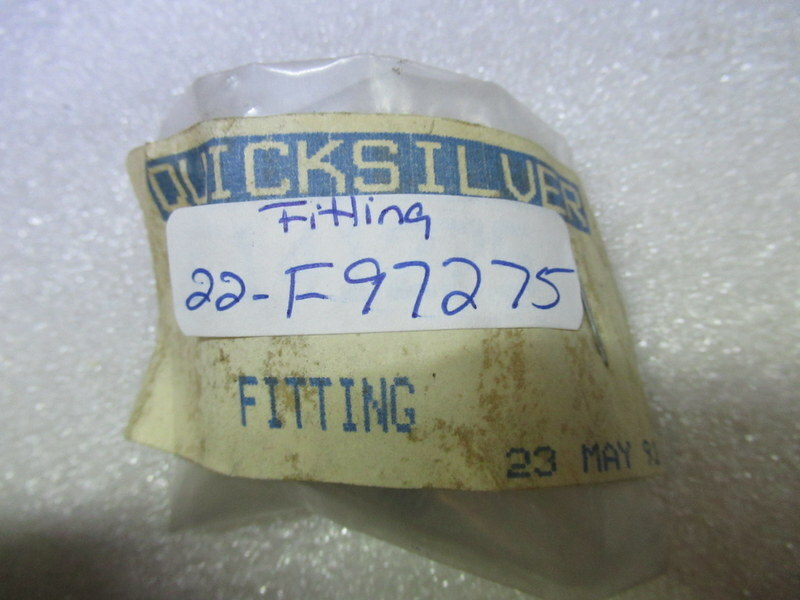 QUICKSILVER
Fitting
22-F97275
FITTING
23 MAY